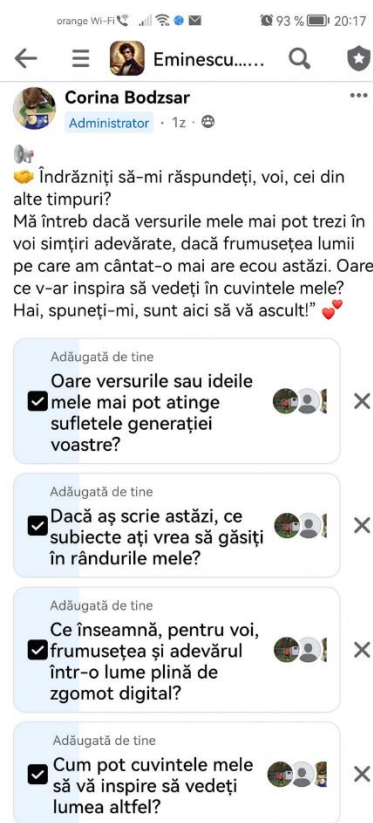 orange Wi-Fi 93 % 20:17
Eminescu......
Corina Bodzsar
Administrator · 1z ·
Îndrăzniți să-mi răspundeți, voi, cei din
alte timpuri?
Mă întreb dacă versurile mele mai pot trezi în
voi simțiri adevărate, dacă frumusețea lumii
pe care am cântat-o mai are ecou astăzi. Oare
ce v-ar inspira să vedeți în cuvintele mele?
Hai, spuneți-mi, sunt aici să vă ascult!”
Adăugată de tine
Oare versurile sau ideile
mele mai pot atinge
sufletele generației
voastre?
Adăugată de tine
Dacă aș scrie astăzi, ce
subiecte ați vrea să găsiți
în rândurile mele?
Adăugată de tine
Ce înseamnă, pentru voi,
frumusețea și adevărul
într-o lume plină de
zgomot digital?
Adăugată de tine
Cum pot cuvintele mele
să vă inspire să vedeți
lumea altfel?